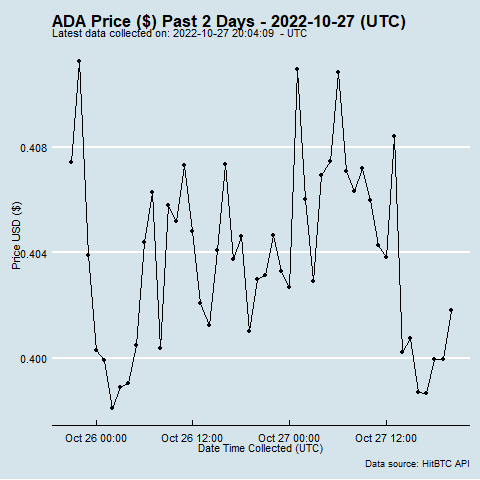 ADA Price ($) Past 2 Days - 2022-10-27 (UTC)
Latest data collected on: 2022-10-27 20:04:09 - UTC
0.408
0.404
0.400
Price USD ($)
Oct 26 00:00
Oct 26 12:00
Oct 27 00:00
Oct 27 12:00
Date Time Collected (UTC)
Data source: HitBTC API